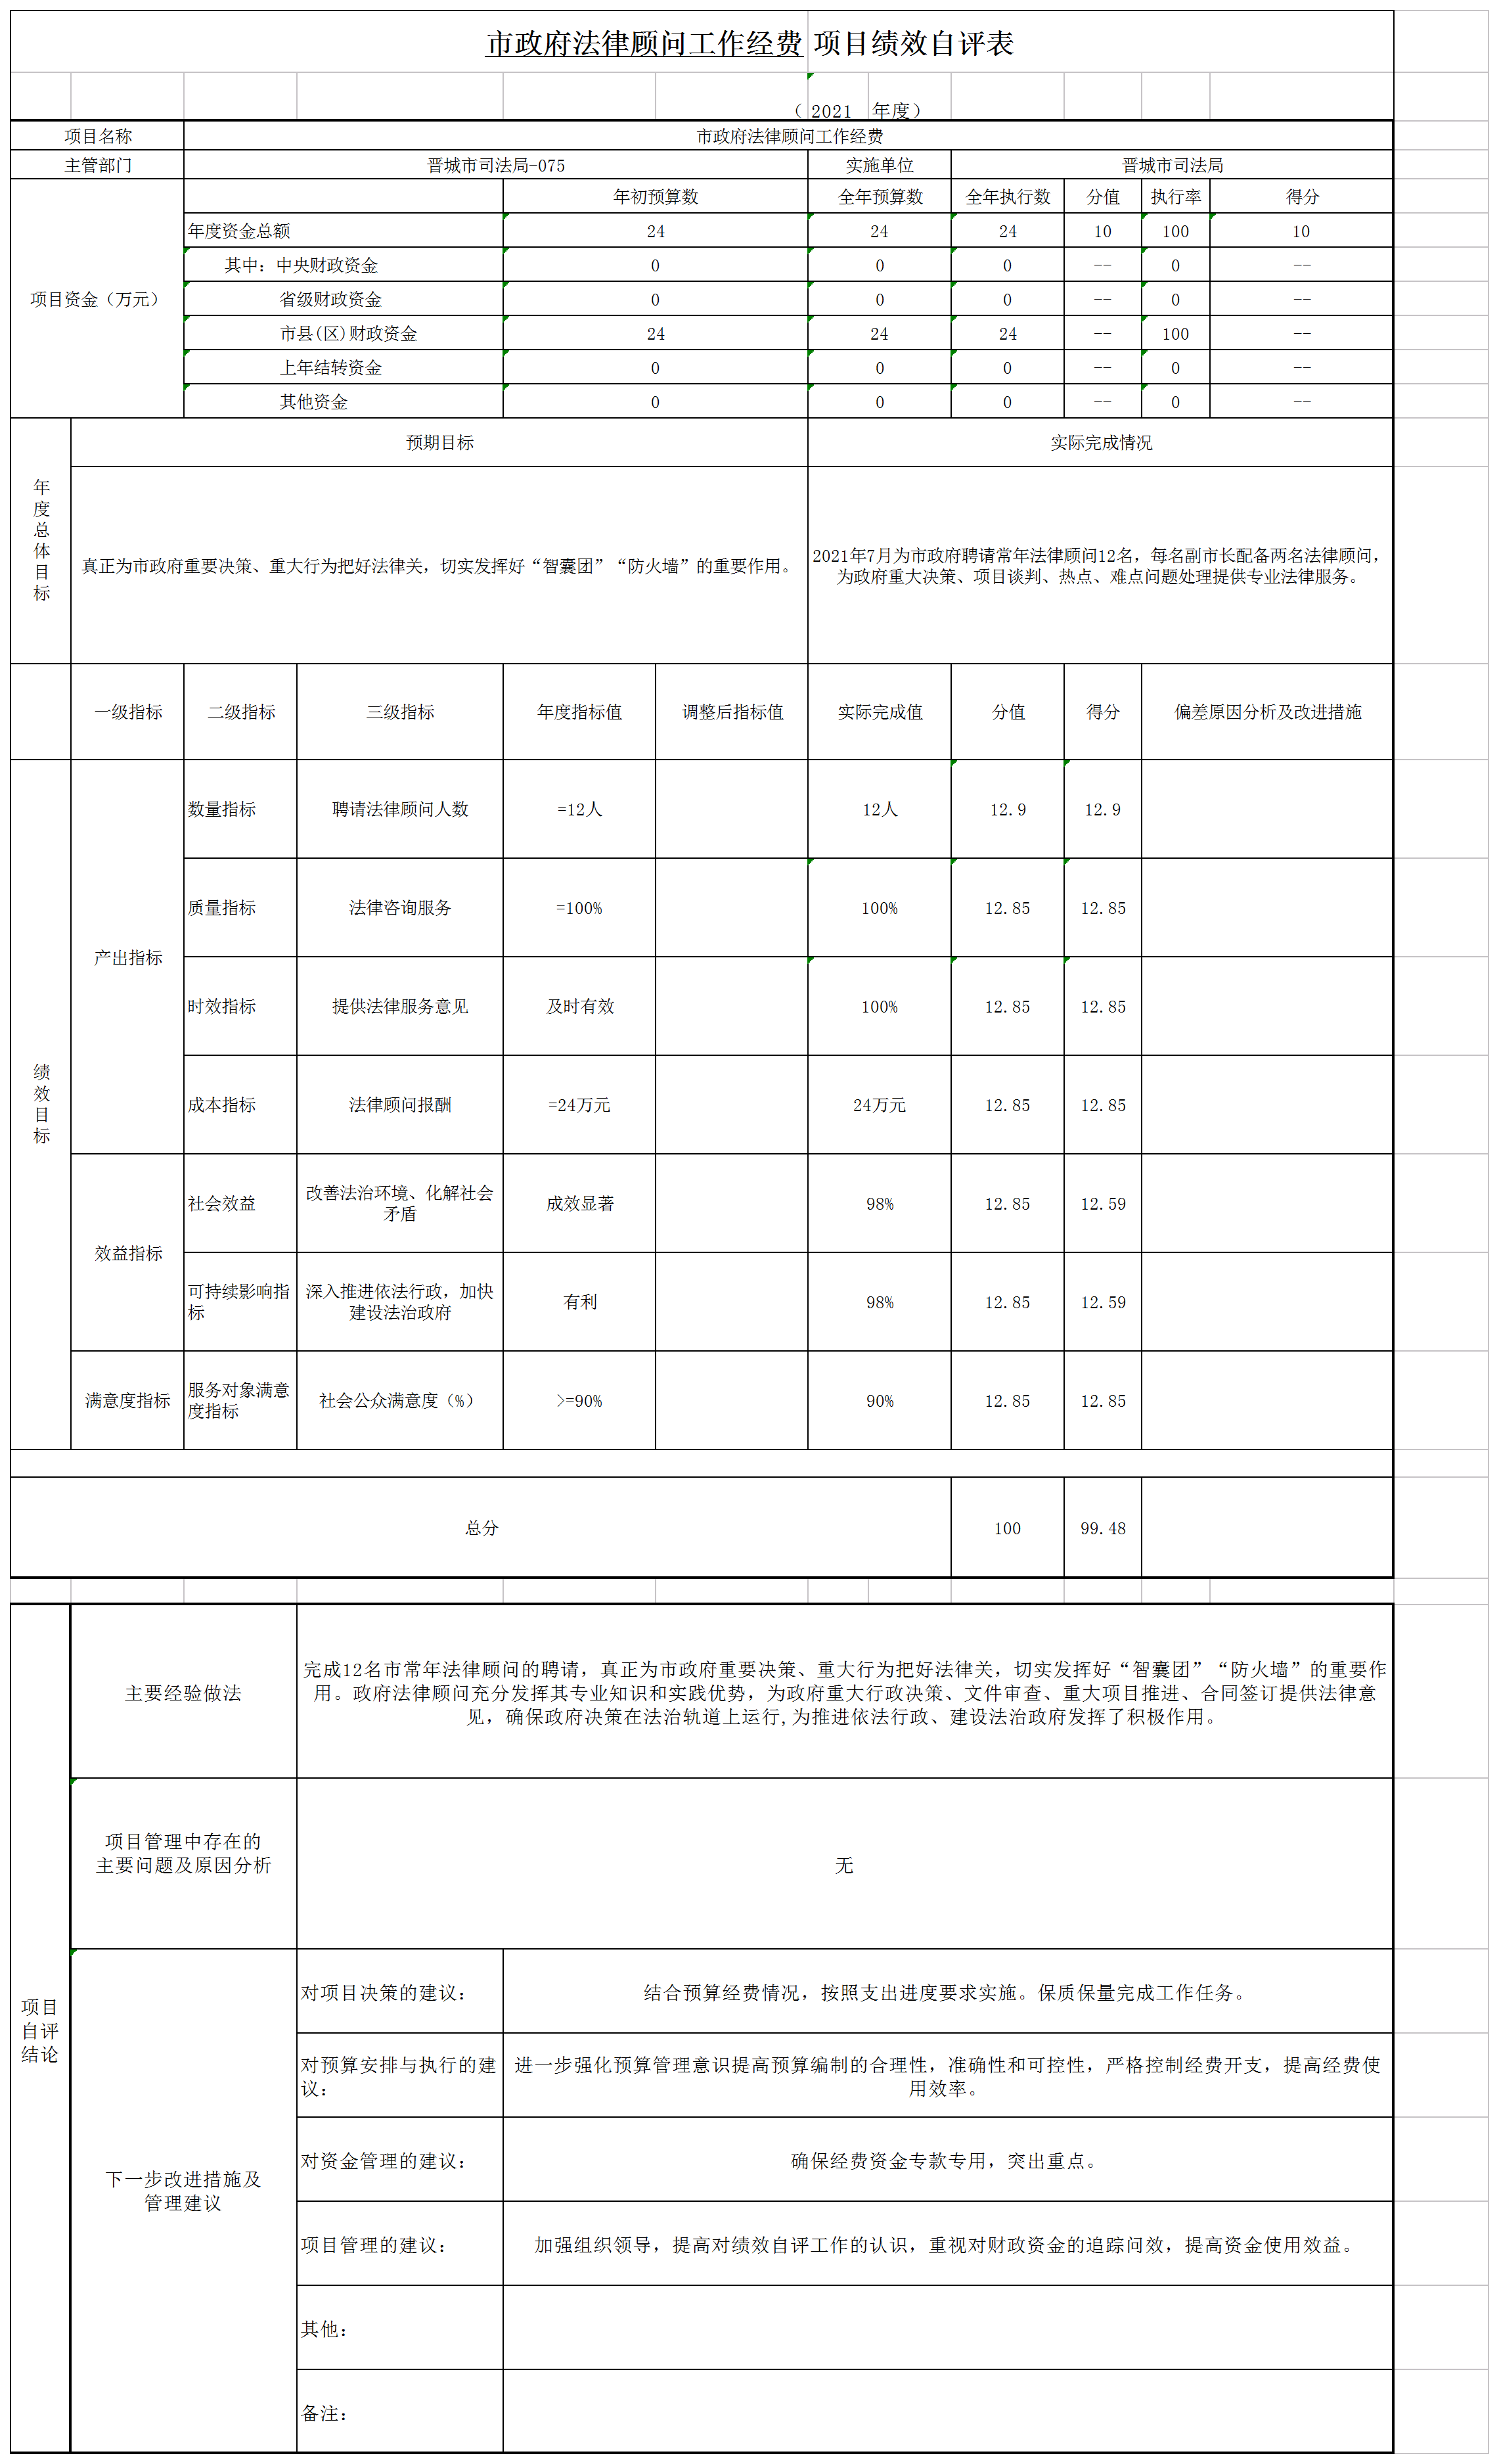 市政府法律顾问工作经费 项目绩效自评表
（ 2021 年度）
项目名称 市政府法律顾问工作经费
主管部门 晋城市司法局-075 实施单位 晋城市司法局
项目资金（万元） 年初预算数 全年预算数 全年执行数 分值 执行率 得分
年度资金总额 24 24 24 10 100 10
其中：中央财政资金 0 0 0 -- 0 --
省级财政资金 0 0 0 -- 0 --
市县(区)财政资金 24 24 24 -- 100 --
上年结转资金 0 0 0 -- 0 --
其他资金 0 0 0 -- 0 --
年度总体目标 预期目标 实际完成情况
真正为市政府重要决策、重大行为把好法律关，切实发挥好“智囊团”“防火墙”的重要作用。
2021年7月为市政府聘请常年法律顾问12名，每名副市长配备两名法律顾问，
为政府重大决策、项目谈判、热点、难点问题处理提供专业法律服务。
一级指标 二级指标 三级指标 年度指标值 调整后指标值 实际完成值 分值 得分 偏差原因分析及改进措施
绩效目标
产出指标
数量指标 聘请法律顾问人数 =12人 12人 12.9 12.9
质量指标 法律咨询服务 =100% 100% 12.85 12.85
时效指标 提供法律服务意见 及时有效 100% 12.85 12.85
成本指标 法律顾问报酬 =24万元 24万元 12.85 12.85
效益指标
社会效益 改善法治环境、化解社会
矛盾 成效显著 98% 12.85 12.59
可持续影响指
标 深入推进依法行政，加快
建设法治政府 有利 98% 12.85 12.59
满意度指标 服务对象满意
度指标 社会公众满意度（%） >=90% 90% 12.85 12.85
总分 100 99.48
项目
自评
结论
主要经验做法
完成12名市常年法律顾问的聘请，真正为市政府重要决策、重大行为把好法律关，切实发挥好“智囊团”“防火墙”的重要作
用。政府法律顾问充分发挥其专业知识和实践优势，为政府重大行政决策、文件审查、重大项目推进、合同签订提供法律意
见，确保政府决策在法治轨道上运行,为推进依法行政、建设法治政府发挥了积极作用。
项目管理中存在的
主要问题及原因分析
无
下一步改进措施及
管理建议
对项目决策的建议： 结合预算经费情况，按照支出进度要求实施。保质保量完成工作任务。
对预算安排与执行的建
议：
进一步强化预算管理意识提高预算编制的合理性，准确性和可控性，严格控制经费开支，提高经费使
用效率。
对资金管理的建议： 确保经费资金专款专用，突出重点。
项目管理的建议： 加强组织领导，提高对绩效自评工作的认识，重视对财政资金的追踪问效，提高资金使用效益。
其他：
备注：